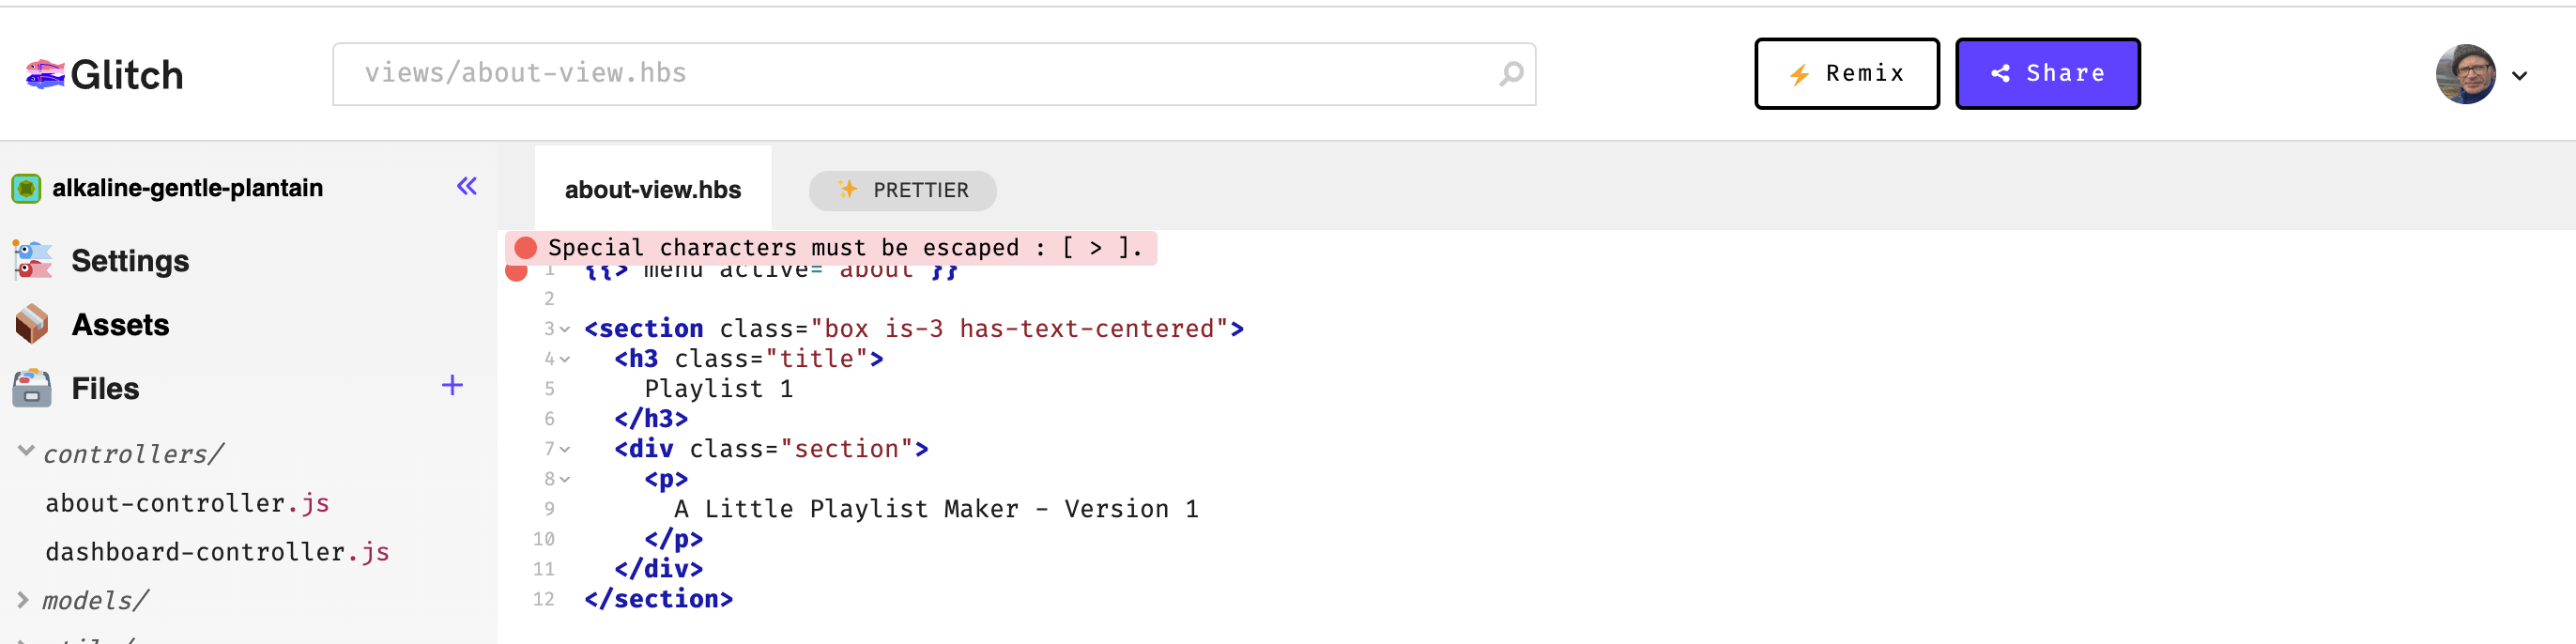 Glitch
views/about-view.hbs
Remix
Share
alkaline-gentle-plantain
«
about-view.hbs
PRETTIER
Settings
Special characters must be escaped : [ > ].
1 {{> menu active="about"}}
2
Assets
3 <section class="box is-3 has-text-centered">
4 <h3 class="title">
Files +
5 Playlist 1
6 </h3>
controllers/
7 <div class="section">
8 <p>
about-controller.js
9 A Little Playlist Maker - Version 1
10 </p>
dashboard-controller.js
11 </div>
models/
12 </section>